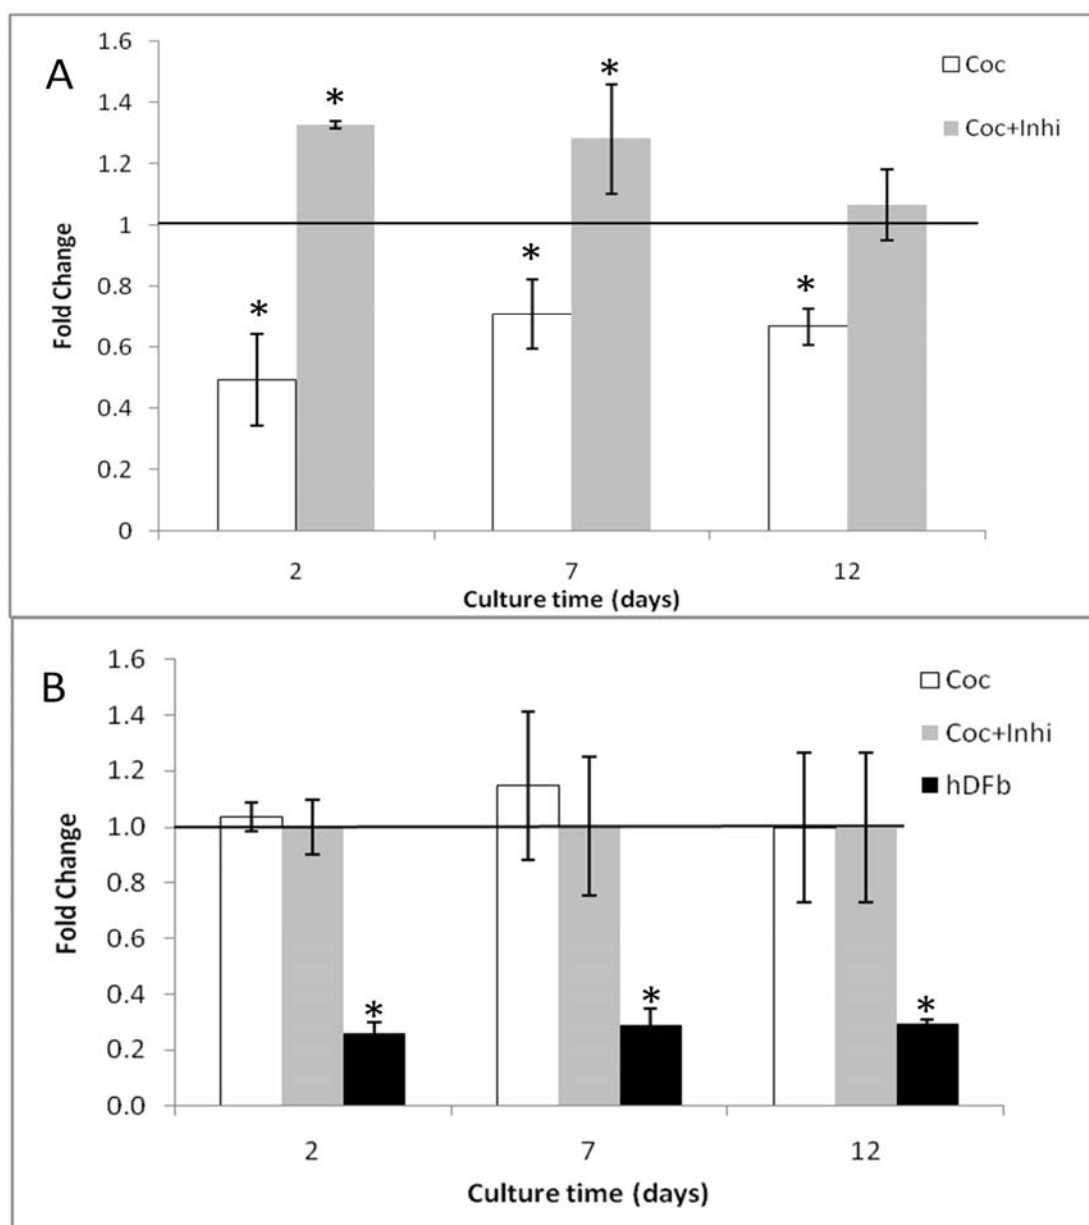 A
1.6
1.4
1.2
1
0.8
0.6
0.4
0.2
0
Fold Change
* * * * *
Coc
Coc+Inhi
2 7 12
Culture time (days)
B
1.6
1.4
1.2
1.0
0.8
0.6
0.4
0.2
0.0
Fold Change
* * *
Coc
Coc+Inhi
hDFb
2 7 12
Culture time (days)